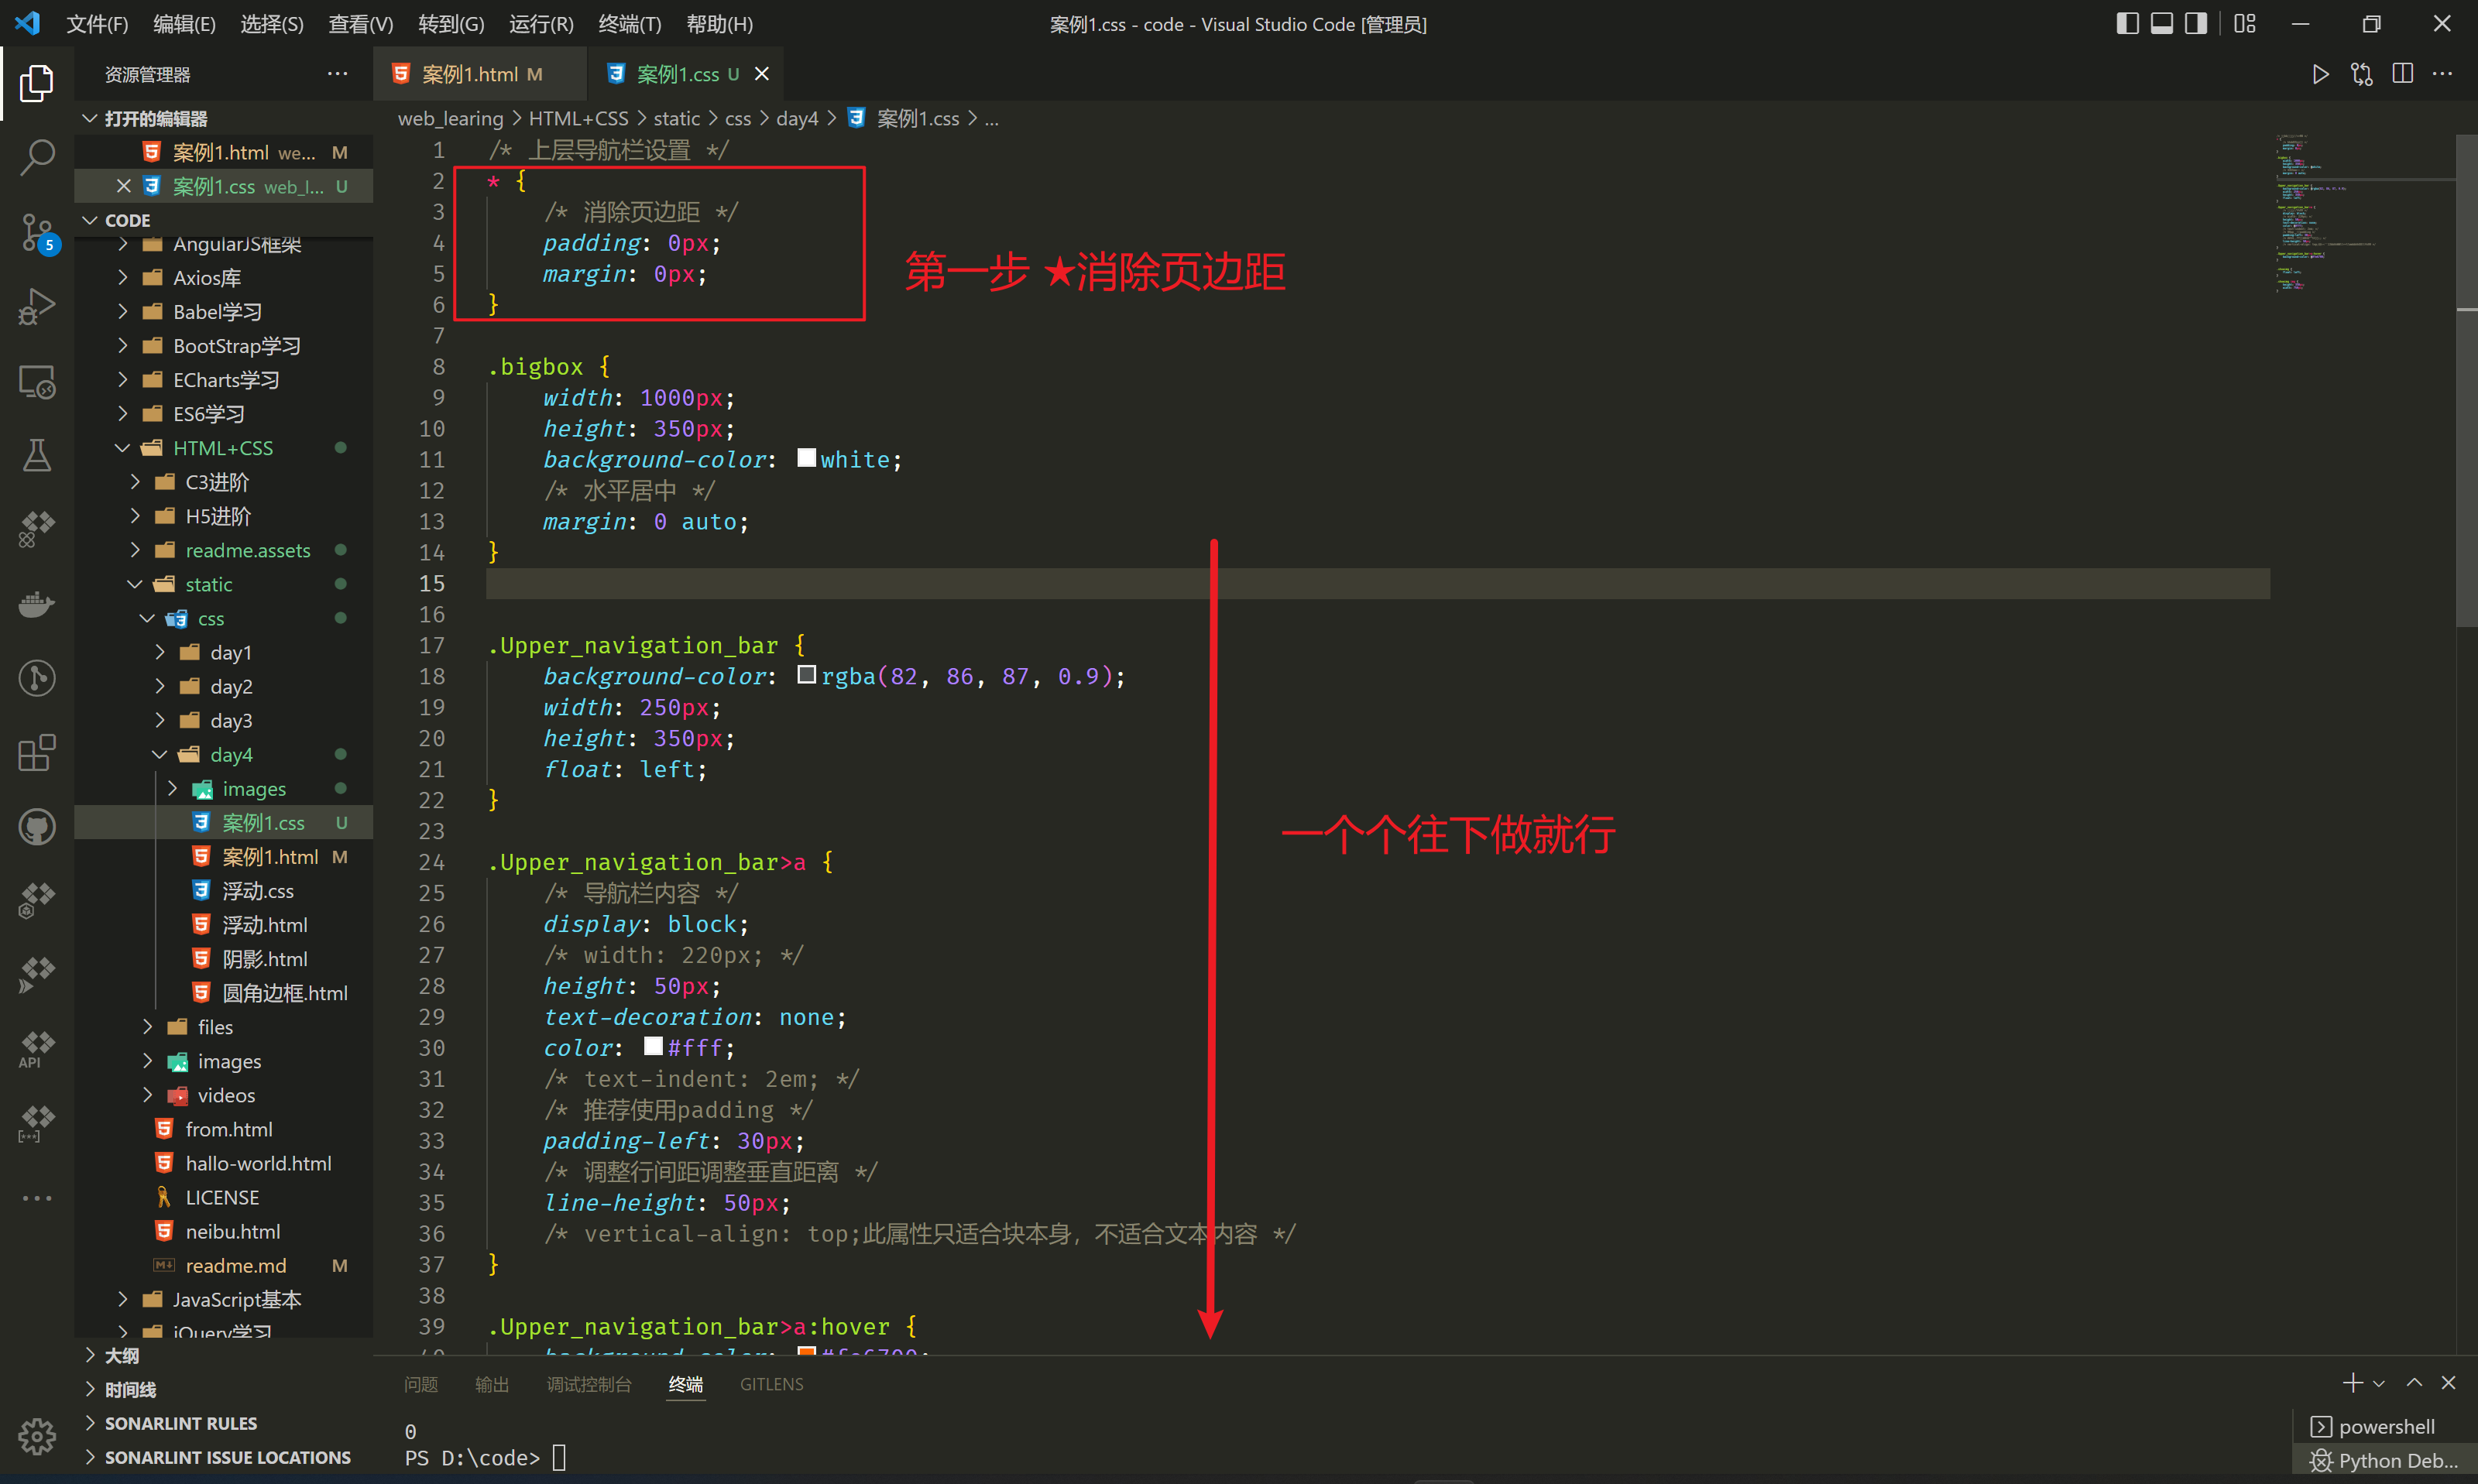 文件(F) 编辑(E) 选择(S) 查看(V) 转到(G) 运行(R) 终端(T) 帮助(H)
案例1.css - code - Visual Studio Code [管理员]
资源管理器
案例1.html M
案例1.css U
打开的编辑器
案例1.html we... M
案例1.css web_l... U
CODE
AngularJS框架
Axios库
Babel学习
BootStrap学习
ECharts学习
ES6学习
HTML+CSS
C3进阶
H5进阶
readme.assets
static
css
day1
day2
day3
day4
images
案例1.css U
案例1.html M
浮动.css
浮动.html
阴影.html
圆角边框.html
files
images
videos
from.html
hallo-world.html
LICENSE
neibu.html
readme.md M
JavaScript基本
jQuery学习
大纲
时间线
SONARLINT RULES
SONARLINT ISSUE LOCATIONS
5
API
web_learing > HTML+CSS > static > css > day4 > 案例1.css > ...
1 /* 上层导航栏设置 */
2 * {
3 /* 消除页边距 */
4 padding: 0px;
5 margin: 0px;
6 }
7
8 .bigbox {
9 width: 1000px;
10 height: 350px;
11 background-color: white;
12 /* 水平居中 */
13 margin: 0 auto;
14 }
15
16
17 .Upper_navigation_bar {
18 background-color: rgba(82, 86, 87, 0.9);
19 width: 250px;
20 height: 350px;
21 float: left;
22 }
23
24 .Upper_navigation_bar>a {
25 /* 导航栏内容 */
26 display: block;
27 /* width: 220px; */
28 height: 50px;
29 text-decoration: none;
30 color: #fff;
31 /* text-indent: 2em; */
32 /* 推荐使用padding */
33 padding-left: 30px;
34 /* 调整行间距调整垂直距离 */
35 line-height: 50px;
36 /* vertical-align: top;此属性只适合块本身，不适合文本内容 */
37 }
38
39 .Upper_navigation_bar>a:hover {
40 background-color: #fe6700;
第一步 ★消除页边距
一个个往下做就行
问题 输出 调试控制台 终端 GITLENS
0
PS D:\code>
powershell
Python Deb...